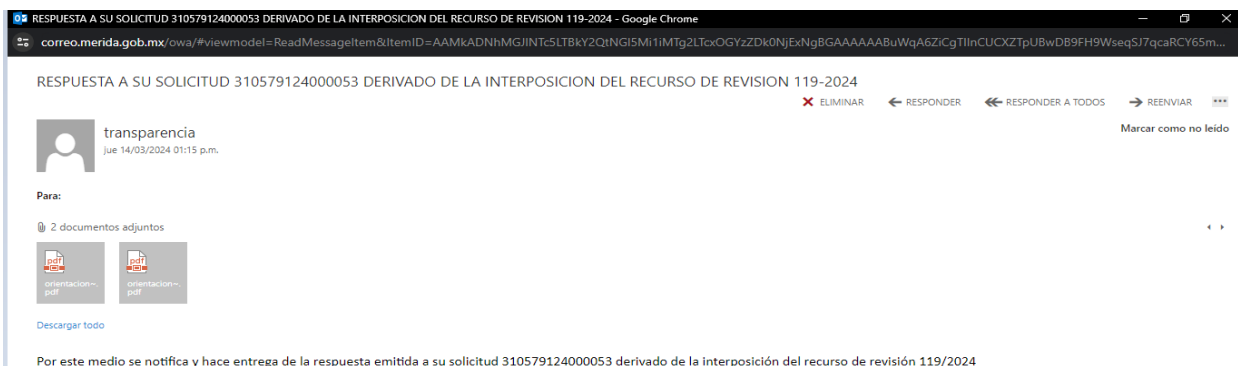 RESPUESTA A SU SOLICITUD 310579124000053 DERIVADO DE LA INTERPOSICION DEL RECURSO DE REVISION 119-2024 - Google Chrome
correo.merida.gob.mx/owa/#viewmodel=ReadMessageItem&ItemID=
RESPUESTA A SU SOLICITUD 310579124000053 DERIVADO DE LA INTERPOSICION DEL RECURSO DE REVISION 119-2024
ELIMINAR RESPONDER RESPONDER A TODOS REENVIAR ...
transparencia
Marcar como no leído
jue 14/03/2024 01:15 p.m.
Para:
2 documentos adjuntos
pdf pdf
orientacion~. orientacion~.
pdf pdf
Descargar todo
Por este medio se notifica y hace entrega de la respuesta emitida a su solicitud 310579124000053 derivado de la interposición del recurso de revisión 119/2024